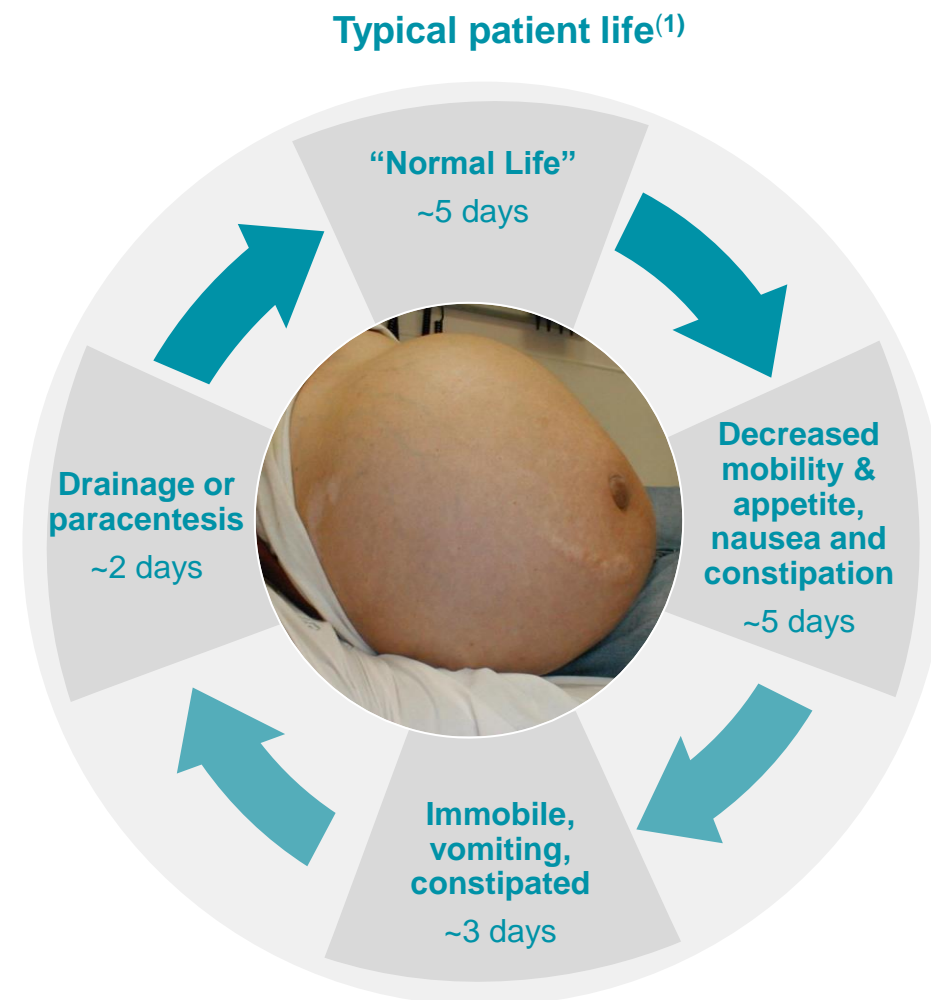 Typical patient life(1)
“Normal Life”
~5 days
Decreased
mobility &
appetite,
nausea and
constipation
~5 days
Immobile,
vomiting,
constipated
~3 days
Drainage or
paracentesis
~2 days